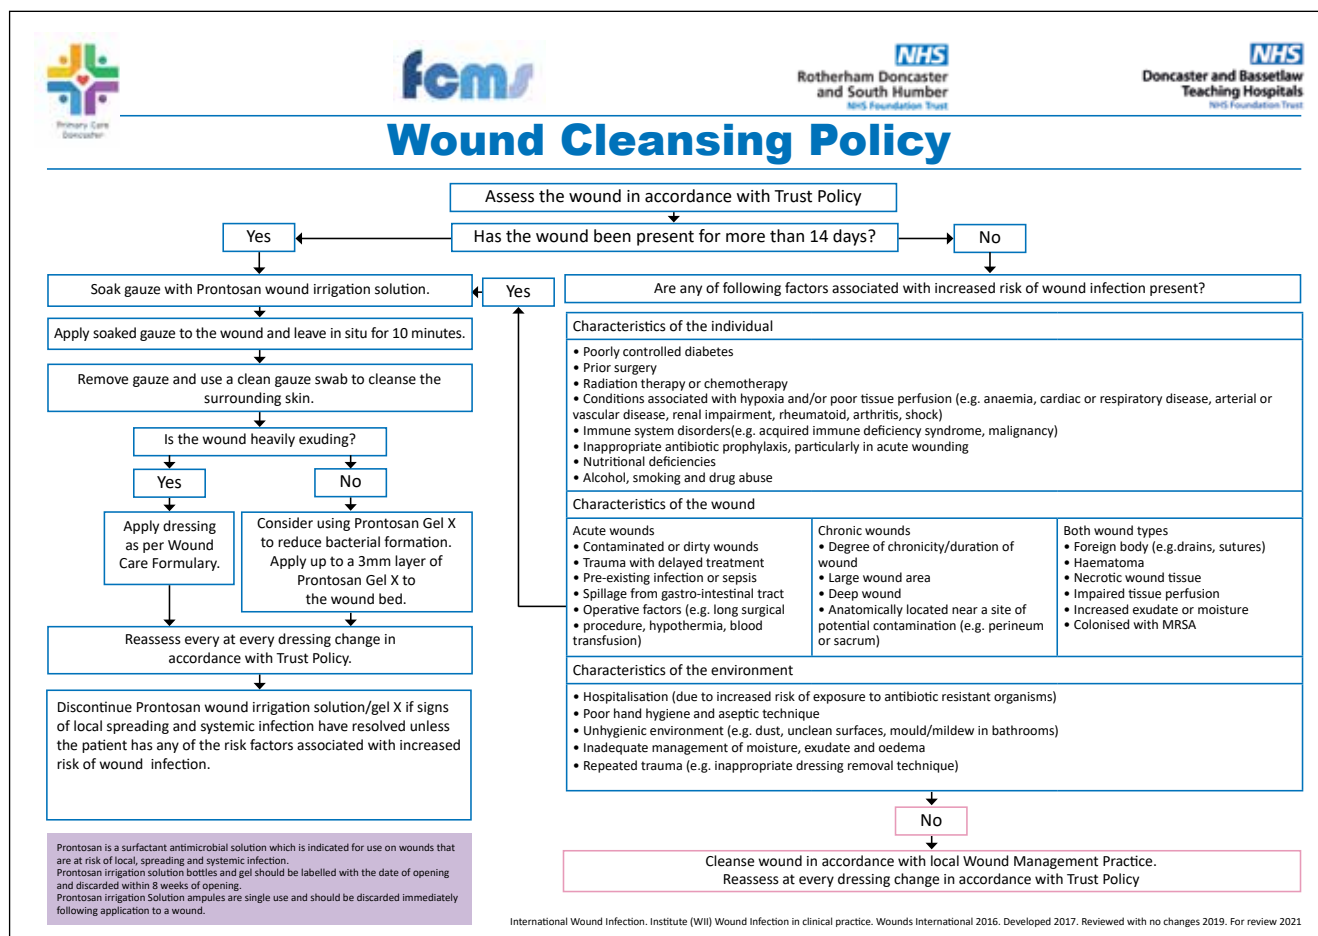 Primary Care
Doncaster
fcms
NHS
Rotherham Doncaster
and South Humber
NHS Foundation Trust
NHS
Doncaster and Bassetlaw
Teaching Hospitals
NHS Foundation Trust
Wound Cleansing Policy
Assess the wound in accordance with Trust Policy
Has the wound been present for more than 14 days?
Yes
No
Soak gauze with Prontosan wound irrigation solution.
Apply soaked gauze to the wound and leave in situ for 10 minutes.
Remove gauze and use a clean gauze swab to cleanse the
surrounding skin.
Is the wound heavily exuding?
Yes
No
Apply dressing
as per Wound
Care Formulary.
Consider using Prontosan Gel X
to reduce bacterial formation.
Apply up to a 3mm layer of
Prontosan Gel X to
the wound bed.
Reassess every at every dressing change in
accordance with Trust Policy.
Discontinue Prontosan wound irrigation solution/gel X if signs
of local spreading and systemic infection have resolved unless
the patient has any of the risk factors associated with increased
risk of wound infection.
Prontosan is a surfactant antimicrobial solution which is indicated for use on wounds that
are at risk of local, spreading and systemic infection.
Prontosan irrigation solution bottles and gel should be labelled with the date of opening
and discarded within 8 weeks of opening.
Prontosan irrigation Solution ampules are single use and should be discarded immediately
following application to a wound.
Yes
Are any of following factors associated with increased risk of wound infection present?
Characteristics of the individual
• Poorly controlled diabetes
• Prior surgery
• Radiation therapy or chemotherapy
• Conditions associated with hypoxia and/or poor tissue perfusion (e.g. anaemia, cardiac or respiratory disease, arterial or
vascular disease, renal impairment, rheumatoid, arthritis, shock)
• Immune system disorders(e.g. acquired immune deficiency syndrome, malignancy)
• Inappropriate antibiotic prophylaxis, particularly in acute wounding
• Nutritional deficiencies
• Alcohol, smoking and drug abuse
Characteristics of the wound
Acute wounds
• Contaminated or dirty wounds
• Trauma with delayed treatment
• Pre-existing infection or sepsis
• Spillage from gastro-intestinal tract
• Operative factors (e.g. long surgical
• procedure, hypothermia, blood
transfusion)
Chronic wounds
• Degree of chronicity/duration of
wound
• Large wound area
• Deep wound
• Anatomically located near a site of
potential contamination (e.g. perineum
or sacrum)
Both wound types
• Foreign body (e.g.drains, sutures)
• Haematoma
• Necrotic wound tissue
• Impaired tissue perfusion
• Increased exudate or moisture
• Colonised with MRSA
Characteristics of the environment
• Hospitalisation (due to increased risk of exposure to antibiotic resistant organisms)
• Poor hand hygiene and aseptic technique
• Unhygienic environment (e.g. dust, unclean surfaces, mould/mildew in bathrooms)
• Inadequate management of moisture, exudate and oedema
• Repeated trauma (e.g. inappropriate dressing removal technique)
No
Cleanse wound in accordance with local Wound Management Practice.
Reassess at every dressing change in accordance with Trust Policy
International Wound Infection. Institute (WII) Wound Infection in clinical practice. Wounds International 2016. Developed 2017. Reviewed with no changes 2019. For review 2021